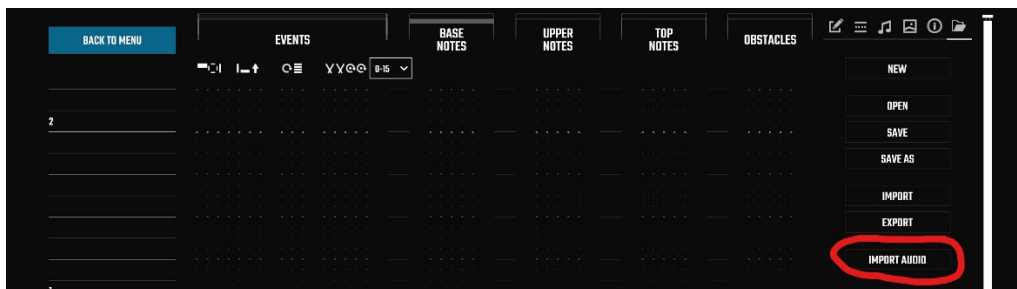 BACK TO MENU
EVENTS
BASE
NOTES
UPPER
NOTES
TOP
NOTES
OBSTACLES
0-15
NEW
OPEN
2
SAVE
SAVE AS
IMPORT
EXPORT
IMPORT AUDIO